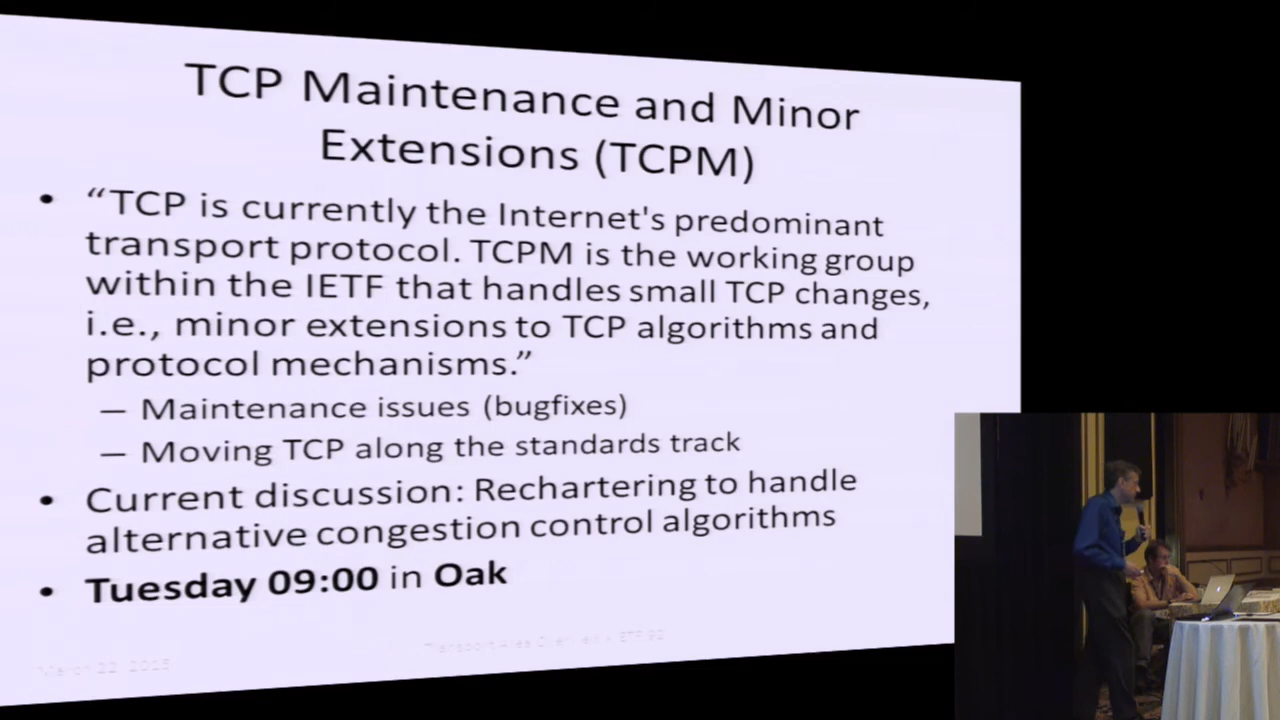 TCP Maintenance and Minor
Extensions (TCPM)
• “TCP is currently the Internet's predominant
transport protocol. TCPM is the working group
within the IETF that handles small TCP changes,
i.e., minor extensions to TCP algorithms and
protocol mechanisms.”
– Maintenance issues (bugfixes)
– Moving TCP along the standards track
• Current discussion: Rechartering to handle
alternative congestion control algorithms
• Tuesday 09:00 in Oak
March 22, 2015